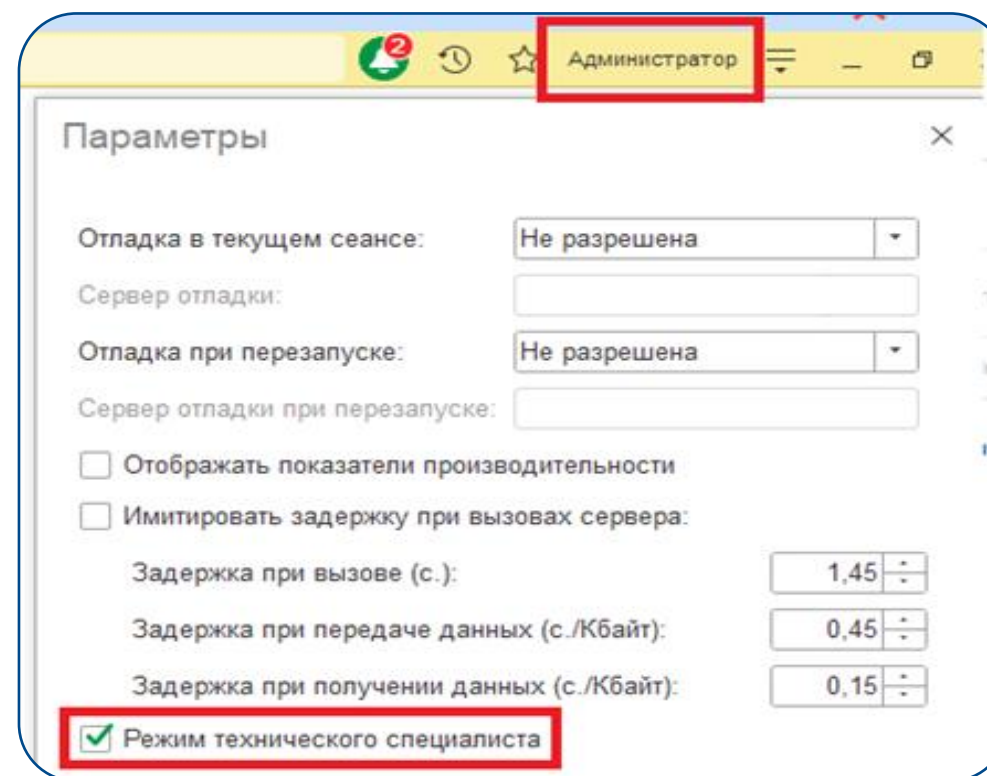 2
Администратор
Параметры
Отладка в текущем сеансе: Не разрешена
Сервер отладки:
Отладка при перезапуске: Не разрешена
Сервер отладки при перезапуске:
Отображать показатели производительности
Имитировать задержку при вызовах сервера:
Задержка при вызове (с.): 1,45
Задержка при передаче данных (с./Кбайт): 0,45
Задержка при получении данных (с./Кбайт): 0,15
Режим технического специалиста